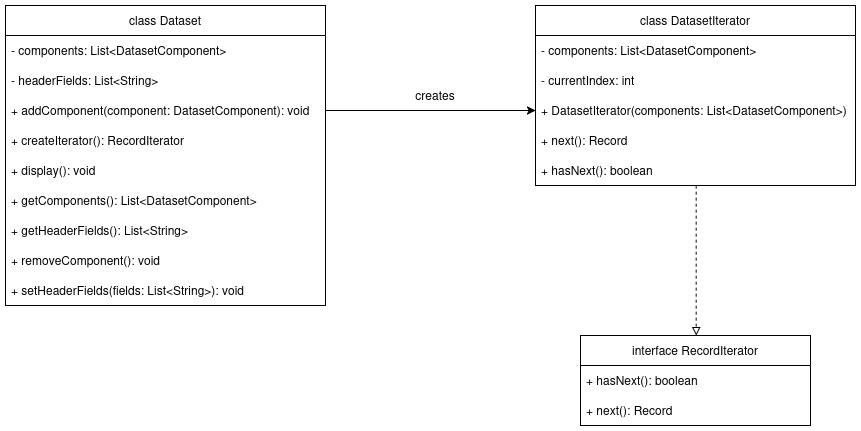 class Dataset
- components: List<DatasetComponent>
- headerFields: List<String>
+ addComponent(component: DatasetComponent): void
+ createIterator(): RecordIterator
+ display(): void
+ getComponents(): List<DatasetComponent>
+ getHeaderFields(): List<String>
+ removeComponent(): void
+ setHeaderFields(fields: List<String>): void
creates
class DatasetIterator
- components: List<DatasetComponent>
- currentIndex: int
+ DatasetIterator(components: List<DatasetComponent>)
+ next(): Record
+ hasNext(): boolean
interface RecordIterator
+ hasNext(): boolean
+ next(): Record